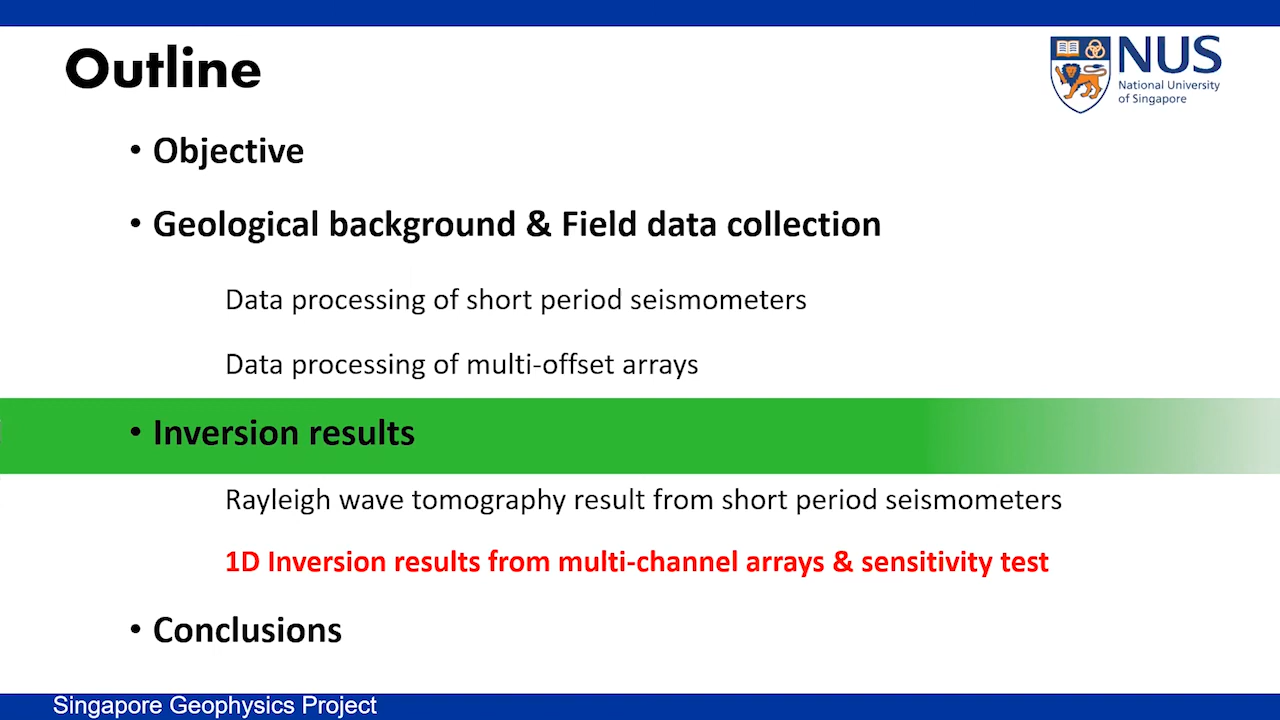 Outline
NUS
National University
of Singapore
• Objective
• Geological background & Field data collection
Data processing of short period seismometers
Data processing of multi-offset arrays
• Inversion results
Rayleigh wave tomography result from short period seismometers
1D Inversion results from multi-channel arrays & sensitivity test
• Conclusions
Singapore Geophysics Project